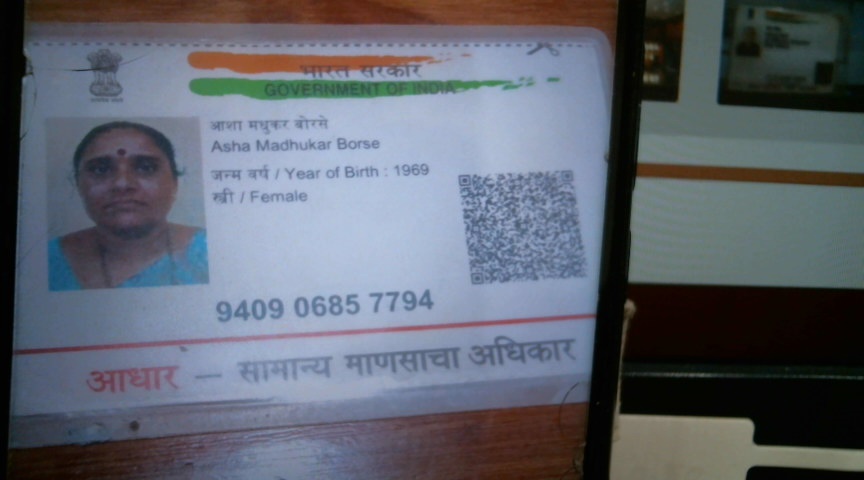 भारत सरकार
GOVERNMENT OF INDIA
आशा मधुकर बोरसे
Asha Madhukar Borse
जन्म वर्ष / Year of Birth : 1969
स्त्री / Female
9409 0685 7794
आधार — सामान्य माणसाचा अधिकार